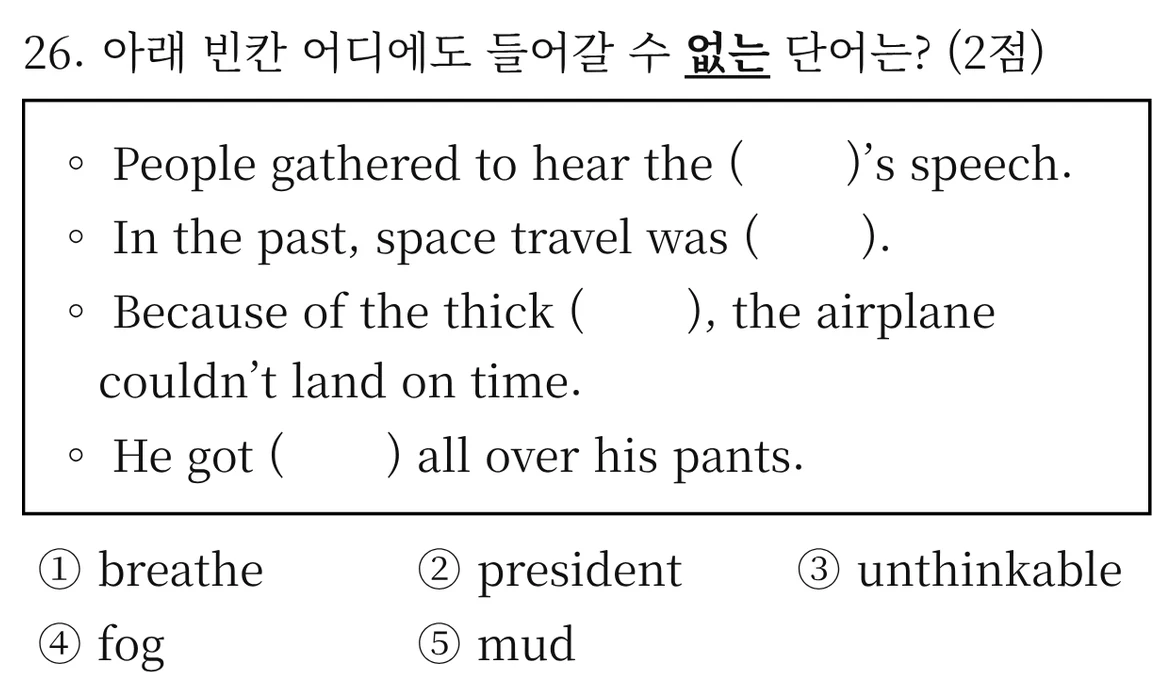 26. 아래 빈칸 어디에도 들어갈 수 없는 단어는? (2점)
◦ People gathered to hear the (      )’s speech.
◦ In the past, space travel was (      ).
◦ Because of the thick (      ), the airplane
couldn’t land on time.
◦ He got (      ) all over his pants.
① breathe ② president ③ unthinkable
④ fog ⑤ mud